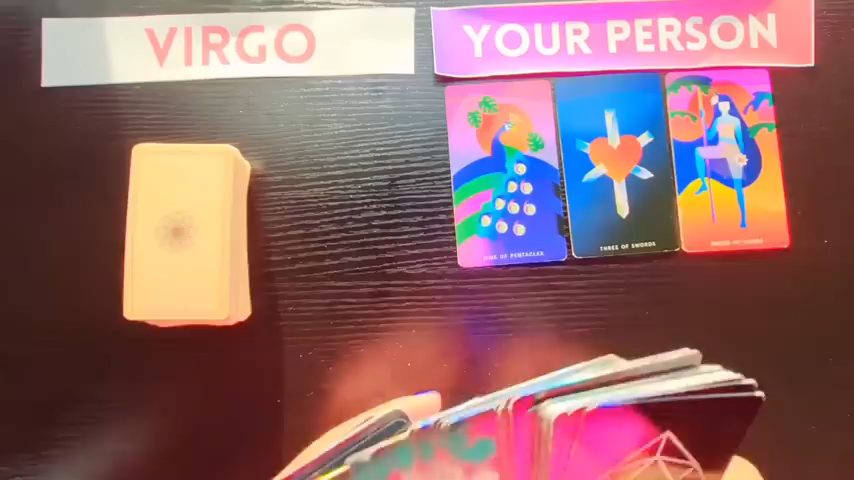 VIRGO
YOUR PERSON
NINE OF PENTACLES
THREE OF SWORDS